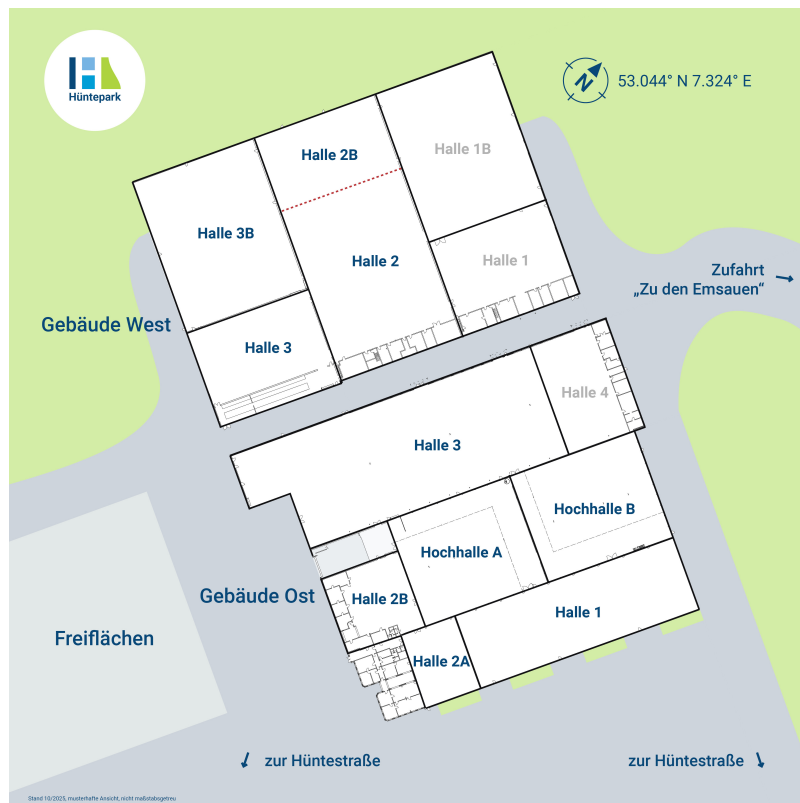 Hüntepark
N
53.044° N 7.324° E
Halle 2B
Halle 1B
Halle 3B
Halle 2
Halle 1
Zufahrt
„Zu den Emsauen“
Gebäude West
Halle 3
Halle 4
Halle 3
Hochhalle B
Hochhalle A
Gebäude Ost
Halle 2B
Halle 1
Freiflächen
Halle 2A
zur Hüntestraße
zur Hüntestraße
Stand 10/2025, musterhafte Ansicht, nicht maßstabsgetreu